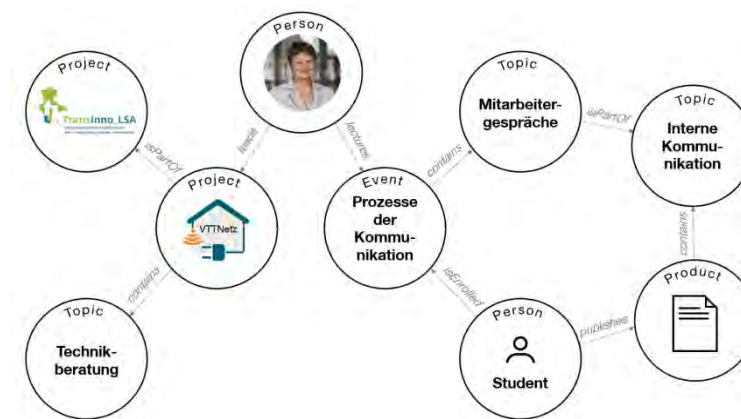 Person
Project
TransInno_LSA
Topic
Mitarbeiter-
gespräche
Topic
Interne
Kommu-
nikation
isPartOf
leads
lectures
contains
isPartOf
Project
VTTNetz
Event
Prozesse
der
Kommu-
nikation
contains
contains
isEnrolled
Product
publishes
Topic
Technik-
beratung
Person
Student